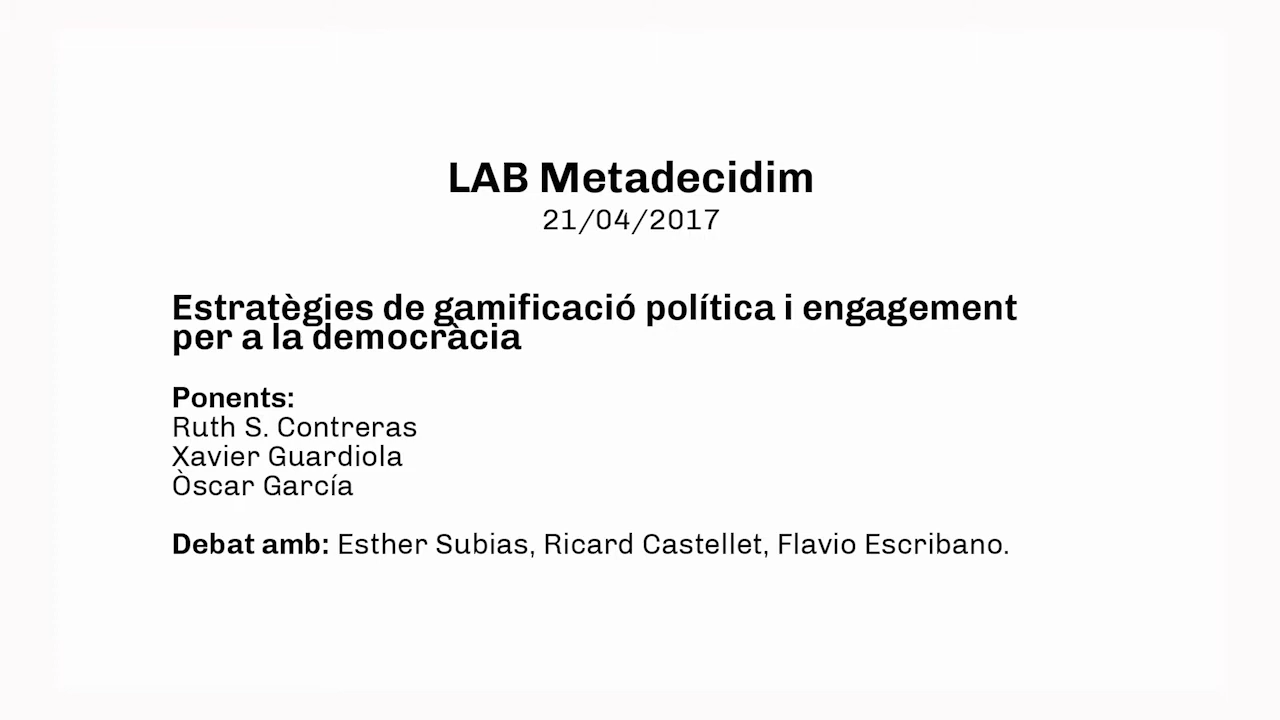 LAB Metadecidim
21/04/2017
Estratègies de gamificació política i engagement
per a la democràcia
Ponents:
Ruth S. Contreras
Xavier Guardiola
Òscar García
Debat amb: Esther Subias, Ricard Castellet, Flavio Escribano.